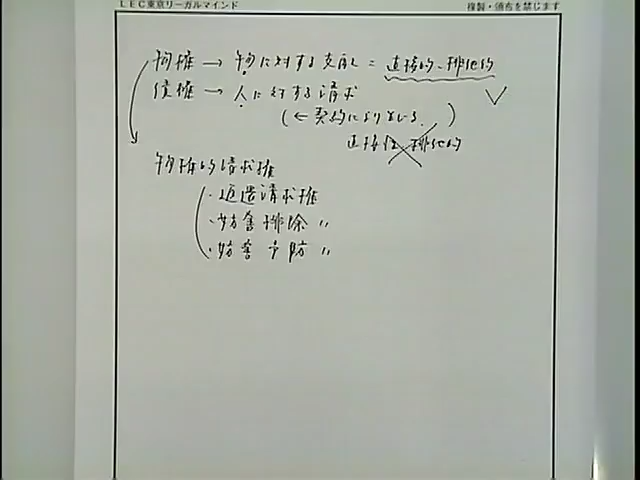 LEC東京リーガルマインド 複製・頒布を禁じます
物権 → 物に対する支配 = 直接的、排他的
債権 → 人に対する請求
(← 契約によりている。)
直接性 排他的
物権的請求権
・返還請求権
・妨害排除 〃
・妨害予防 〃